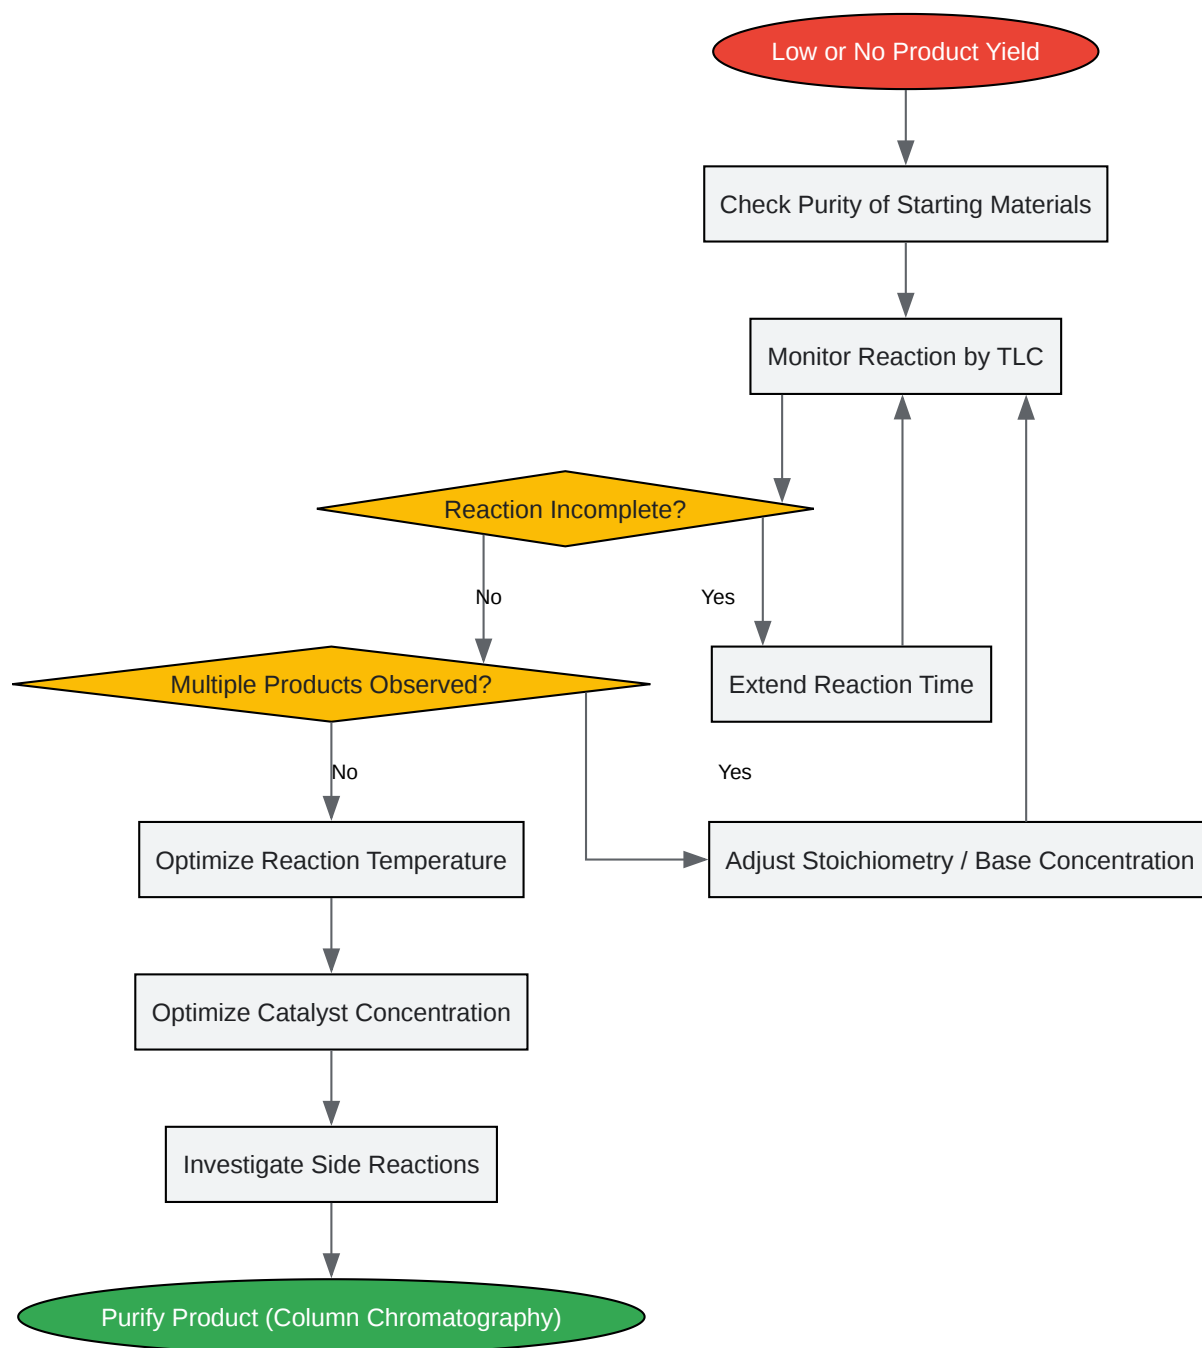 Low or No Product Yield
Check Purity of Starting Materials
Monitor Reaction by TLC
Reaction Incomplete?
No
Yes
Multiple Products Observed?
Extend Reaction Time
No
Yes
Optimize Reaction Temperature
Adjust Stoichiometry / Base Concentration
Optimize Catalyst Concentration
Investigate Side Reactions
Purify Product (Column Chromatography)